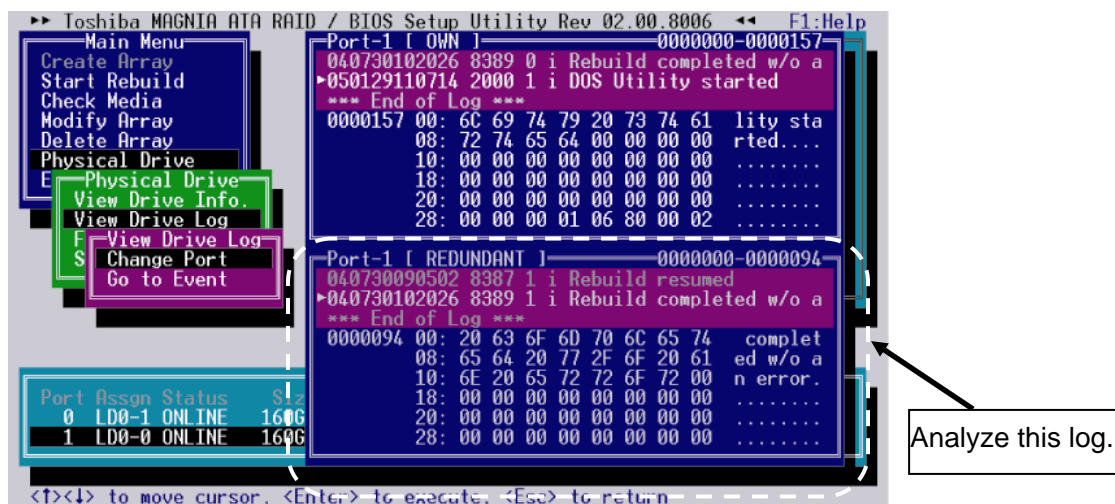 ►► Toshiba MAGNIA ATA RAID / BIOS Setup Utility Rev 02.00.8006 ◄◄ F1:Help
Main Menu
Create Array
Start Rebuild
Check Media
Modify Array
Delete Array
Physical Drive
E
Physical Drive
View Drive Info.
View Drive Log
F
S
View Drive Log
Change Port
Go to Event
Port-1 [ OWN ] 0000000-0000157
040730102026 8389 0 i Rebuild completed w/o a
►050129110714 2000 1 i DOS Utility started
*** End of Log ***
0000157 00: 6C 69 74 79 20 73 74 61 lity sta
08: 72 74 65 64 00 00 00 00 rted....
10: 00 00 00 00 00 00 00 00 ........
18: 00 00 00 00 00 00 00 00 ........
20: 00 00 00 00 00 00 00 00 ........
28: 00 00 00 01 06 80 00 02 ........
Port-1 [ REDUNDANT ] 0000000-0000094
040730090502 8387 1 i Rebuild resumed
►040730102026 8389 1 i Rebuild completed w/o a
*** End of Log ***
0000094 00: 20 63 6F 6D 70 6C 65 74 complet
08: 65 64 20 77 2F 6F 20 61 ed w/o a
10: 6E 20 65 72 72 6F 72 00 n error.
18: 00 00 00 00 00 00 00 00 ........
20: 00 00 00 00 00 00 00 00 ........
28: 00 00 00 00 00 00 00 00 ........
Port Assgn Status Siz
0 LD0-1 ONLINE 160G
1 LD0-0 ONLINE 160G
Analyze this log.
<↑><↓> to move cursor, <Enter> to execute, <Esc> to return